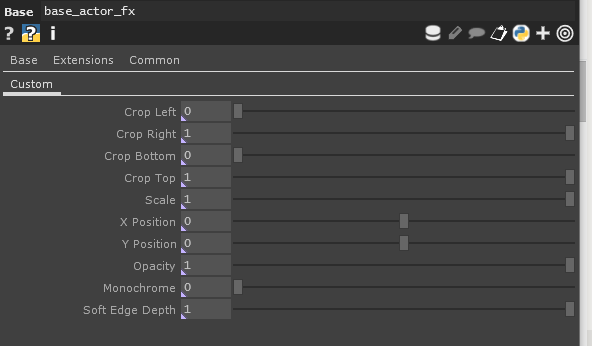 Base base_actor_fx
? ? i
Base Extensions Common
Custom
Crop Left 0
Crop Right 1
Crop Bottom 0
Crop Top 1
Scale 1
X Position 0
Y Position 0
Opacity 1
Monochrome 0
Soft Edge Depth 1